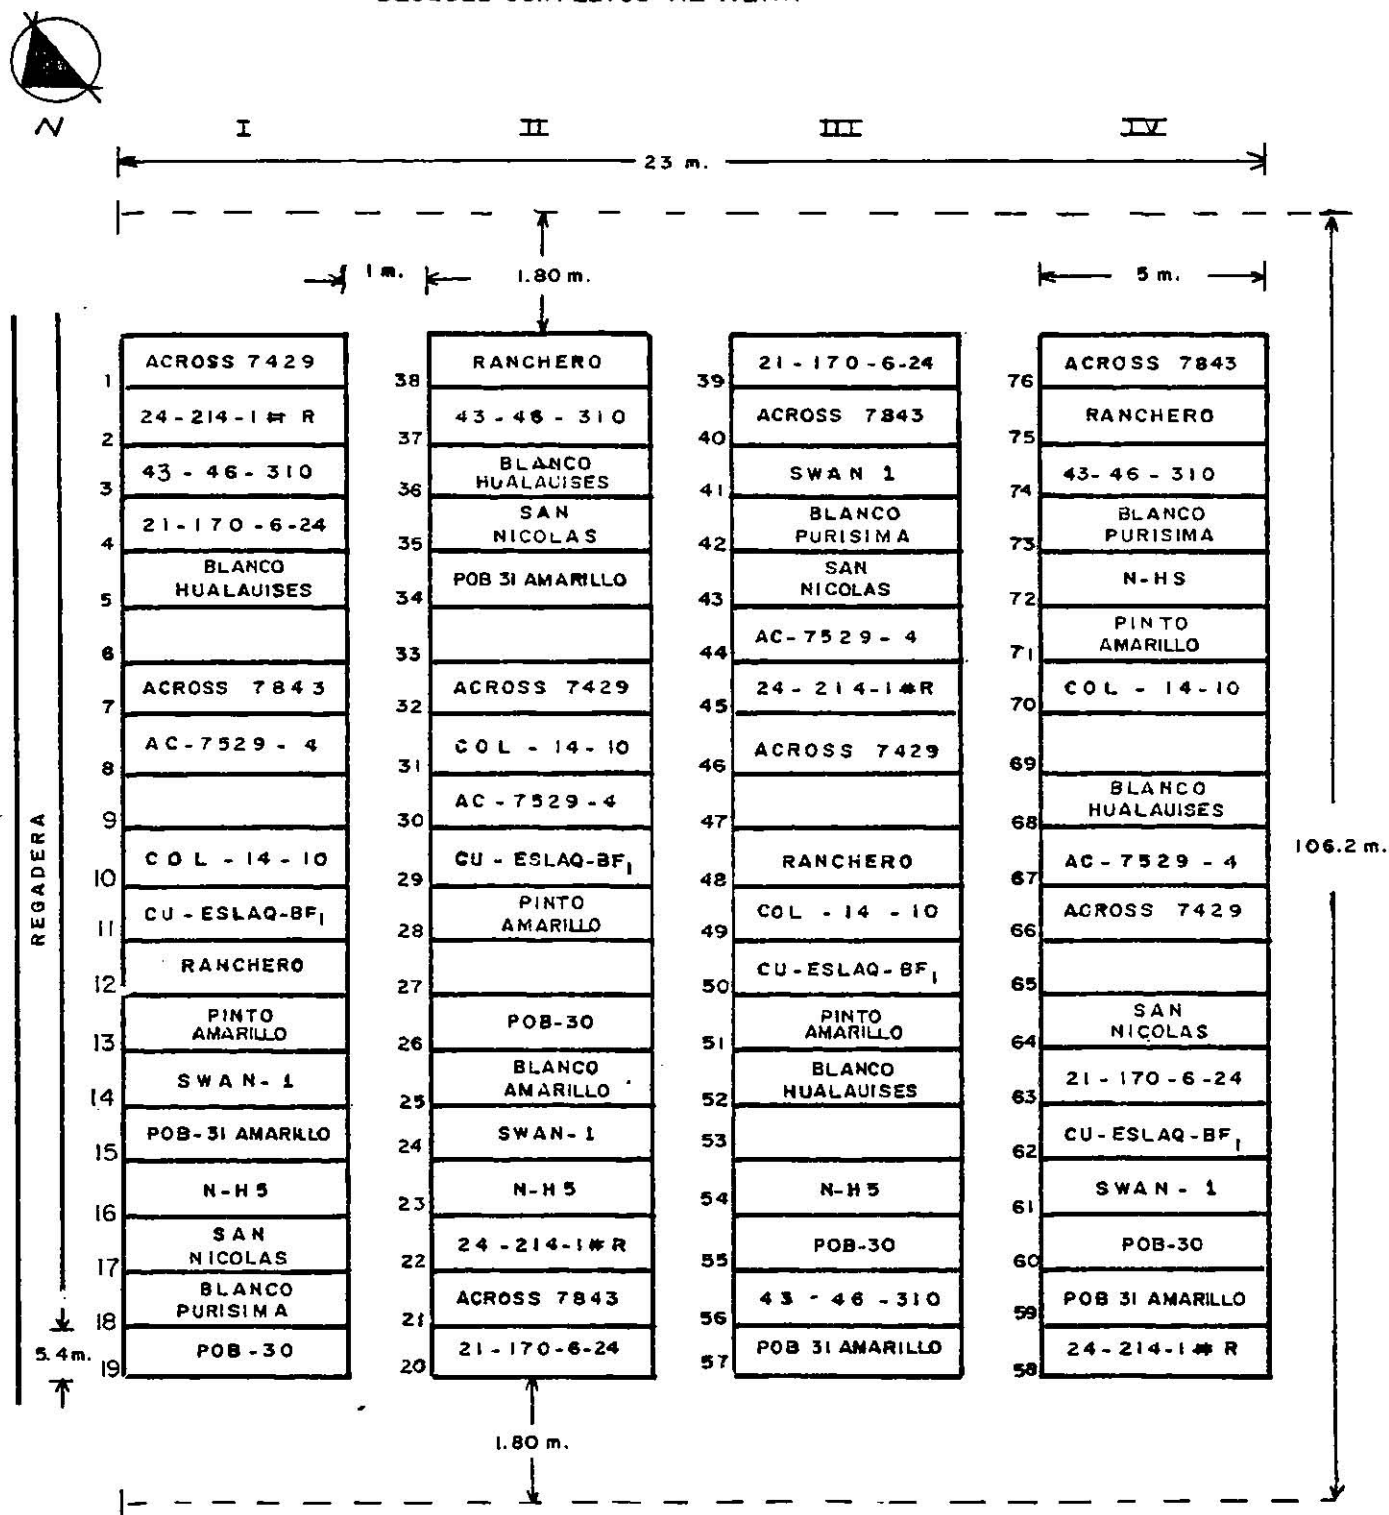 N
I II III IV
23 m.
1 m. 1.80 m. 5 m.
REGADERA
1 ACROSS 7429
2 24-214-1 # R
3 43 - 46 - 310
4 21-170-6-24
5 BLANCO
HUALAUISES
6
7 ACROSS 7843
8 AC-7529-4
9
10 COL - 14 - 10
11 CU - ESLAQ-BF1
12 RANCHERO
13 PINTO
AMARILLO
14 SWAN-1
15 POB-31 AMARILLO
16 N-H5
17 SAN
NICOLAS
18 BLANCO
PURISIMA
19 POB-30
5.4m.
38 RANCHERO
37 43-46-310
36 BLANCO
HUALAUISES
35 SAN
NICOLAS
34 POB 31 AMARILLO
33
32 ACROSS 7429
31 COL - 14 - 10
30 AC - 7529 - 4
29 CU - ESLAQ-BF1
28 PINTO
AMARILLO
27
26 POB-30
25 BLANCO
AMARILLO
24 SWAN-1
23 N-H5
22 24-214-1# R
21 ACROSS 7843
20 21-170-6-24
1.80 m.
39 21-170-6-24
40 ACROSS 7843
41 SWAN 1
42 BLANCO
PURISIMA
43 SAN
NICOLAS
44 AC-7529-4
45 24-214-1#R
46 ACROSS 7429
47
48 RANCHERO
49 COL - 14 - 10
50 CU-ESLAQ-BF1
51 PINTO
AMARILLO
52 BLANCO
HUALAUISES
53
54 N-H5
55 POB-30
56 43-46-310
57 POB 31 AMARILLO
76 ACROSS 7843
75 RANCHERO
74 43-46-310
73 BLANCO
PURISIMA
72 N-HS
71 PINTO
AMARILLO
70 COL - 14-10
69
68 BLANCO
HUALAUISES
67 AC-7529-4
66 ACROSS 7429
65
64 SAN
NICOLAS
63 21-170-6-24
62 CU-ESLAQ-BF1
61 SWAN - 1
60 POB-30
59 POB 31 AMARILLO
58 24-214-1# R
106.2 m.